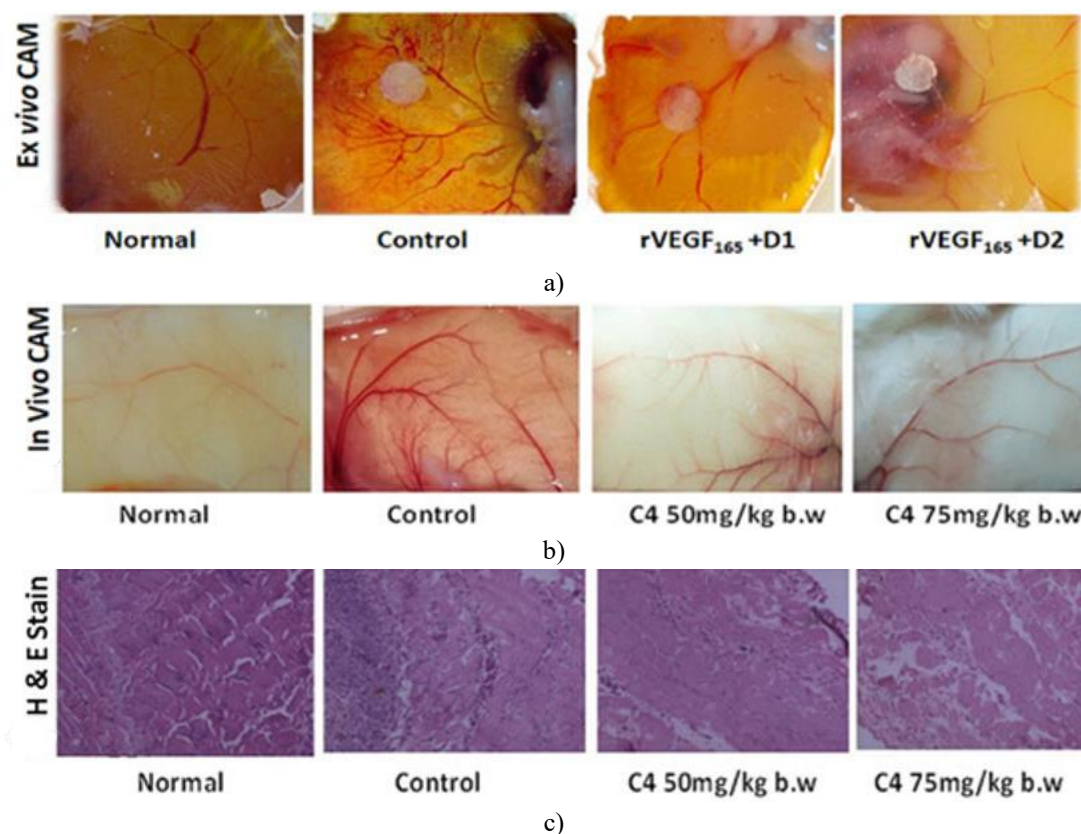 Ex vivo CAM
Normal
Control
rVEGF₁₆₅ +D1
rVEGF₁₆₅ +D2
a)
In Vivo CAM
Normal
Control
C4 50mg/kg b.w
C4 75mg/kg b.w
b)
H & E Stain
Normal
Control
C4 50mg/kg b.w
C4 75mg/kg b.w
c)